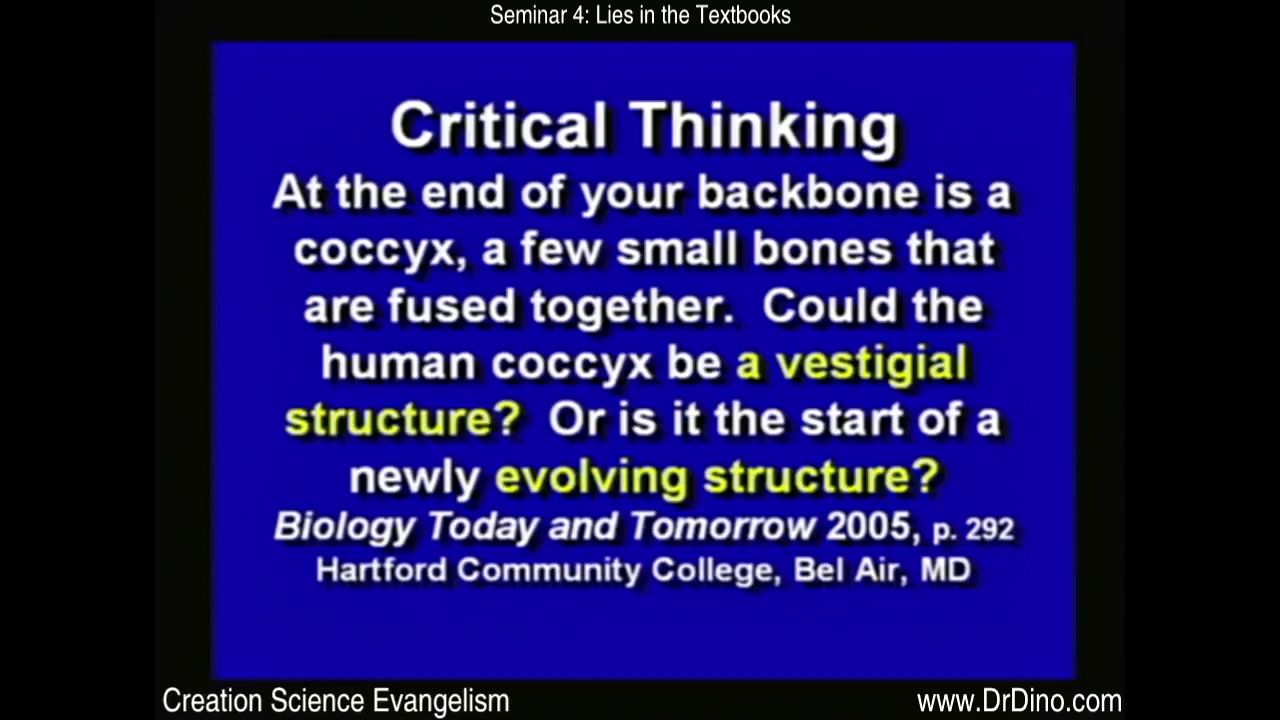 Seminar 4: Lies in the Textbooks
Critical Thinking
At the end of your backbone is a
coccyx, a few small bones that
are fused together.  Could the
human coccyx be a vestigial
structure?  Or is it the start of a
newly evolving structure?
Biology Today and Tomorrow 2005, p. 292
Hartford Community College, Bel Air, MD
Creation Science Evangelism
www.DrDino.com